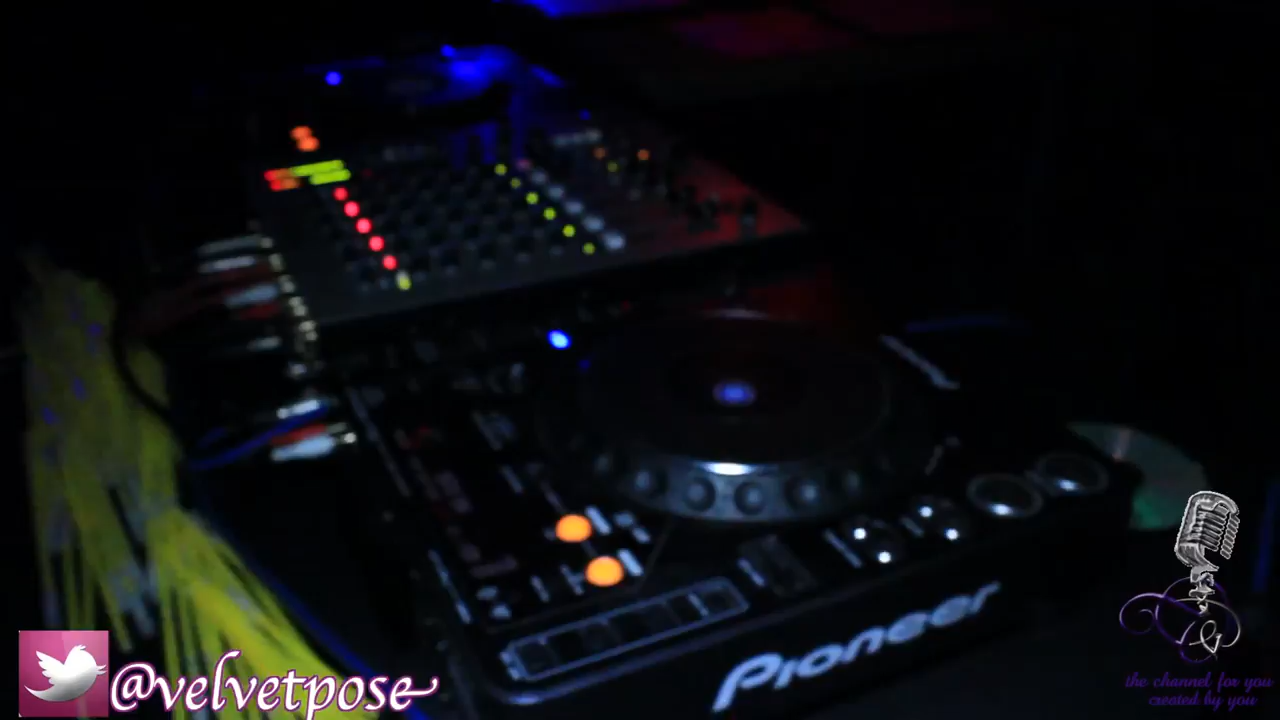 Pioneer
@velvetpose
the channel for you
created by you